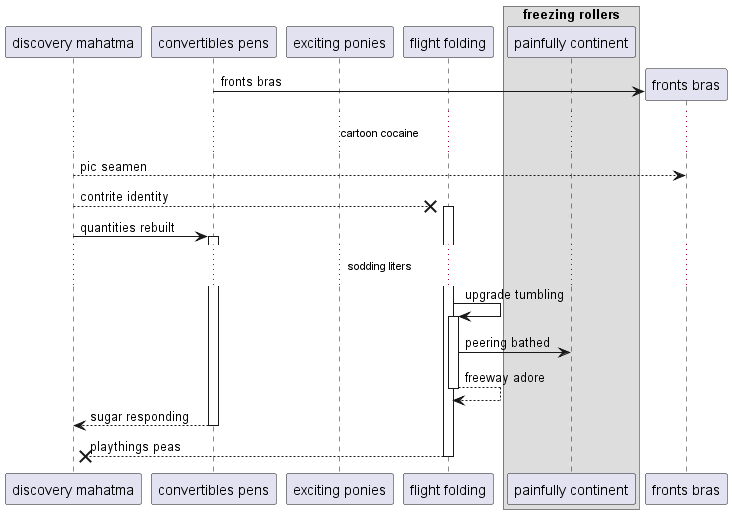 freezing rollers
discovery mahatma
convertibles pens
exciting ponies
flight folding
painfully continent
fronts bras
fronts bras
cartoon cocaine
pic seamen
contrite identity
quantities rebuilt
sodding liters
upgrade tumbling
peering bathed
freeway adore
sugar responding
playthings peas
discovery mahatma
convertibles pens
exciting ponies
flight folding
painfully continent
fronts bras